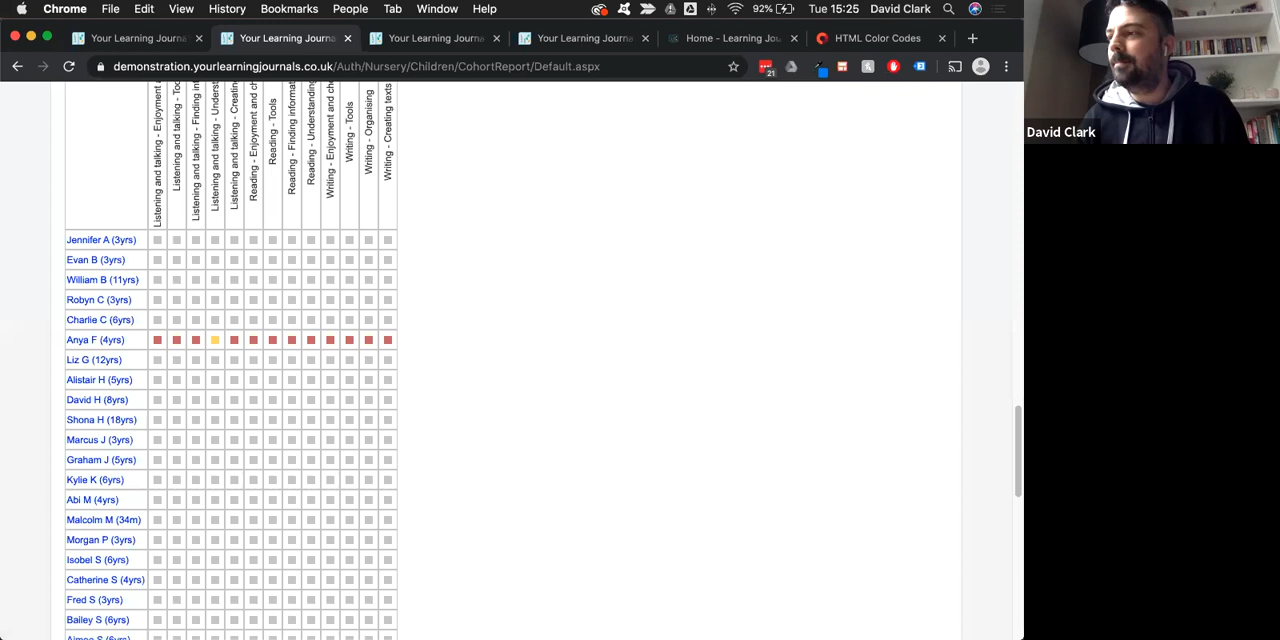 Chrome File Edit View History Bookmarks People Tab Window Help 92% Tue 15:25 David Clark
Your Learning Journa Your Learning Journa Your Learning Journa Your Learning Journa Home - Learning Jou HTML Color Codes
demonstration.yourlearningjournals.co.uk/Auth/Nursery/Children/CohortReport/Default.aspx 21
David Clark
Listening and talking - Enjoyment a
Listening and talking - Too
Listening and talking - Finding in
Listening and talking - Underst
Listening and talking - Creatin
Reading - Enjoyment and ch
Reading - Tools
Reading - Finding informat
Reading - Understanding
Writing - Enjoyment and che
Writing - Tools
Writing - Organising
Writing - Creating texts
Jennifer A (3yrs)
Evan B (3yrs)
William B (11yrs)
Robyn C (3yrs)
Charlie C (6yrs)
Anya F (4yrs)
Liz G (12yrs)
Alistair H (5yrs)
David H (8yrs)
Shona H (18yrs)
Marcus J (3yrs)
Graham J (5yrs)
Kylie K (6yrs)
Abi M (4yrs)
Malcolm M (34m)
Morgan P (3yrs)
Isobel S (6yrs)
Catherine S (4yrs)
Fred S (3yrs)
Bailey S (6yrs)
Aimee S (6yrs)